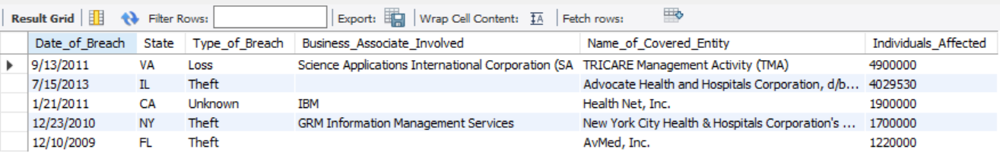 Result Grid Filter Rows: Export: Wrap Cell Content: Fetch rows:
Date_of_Breach State Type_of_Breach Business_Associate_Involved Name_of_Covered_Entity Individuals_Affected
9/13/2011 VA Loss Science Applications International Corporation (SA TRICARE Management Activity (TMA) 4900000
7/15/2013 IL Theft Advocate Health and Hospitals Corporation, d/b... 4029530
1/21/2011 CA Unknown IBM Health Net, Inc. 1900000
12/23/2010 NY Theft GRM Information Management Services New York City Health & Hospitals Corporation's ... 1700000
12/10/2009 FL Theft AvMed, Inc. 1220000